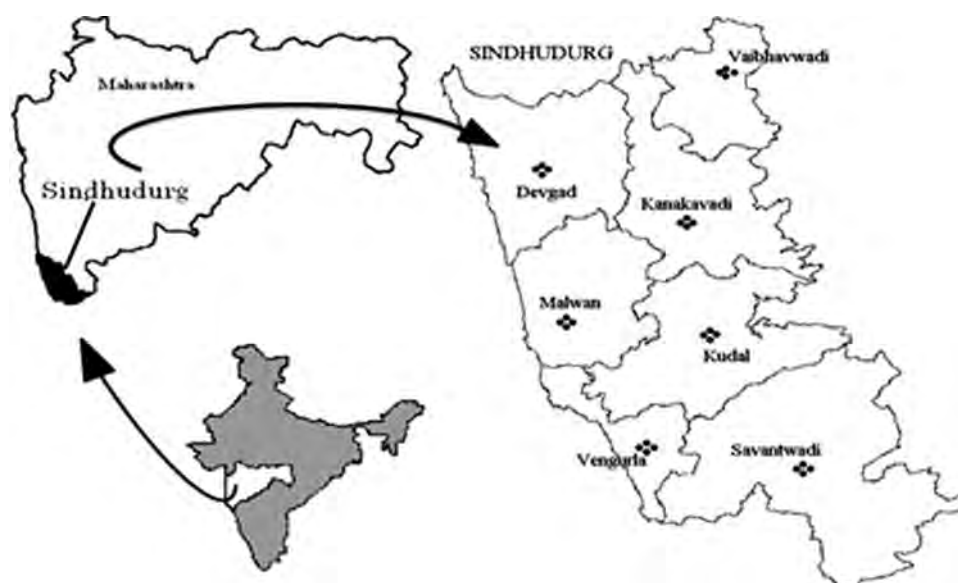 Maharashtra
Sindhudurg
SINDHUDURG
Vaibhavwadi
Devgad
Kanakavadi
Malwan
Kudal
Vengurla
Savantwadi